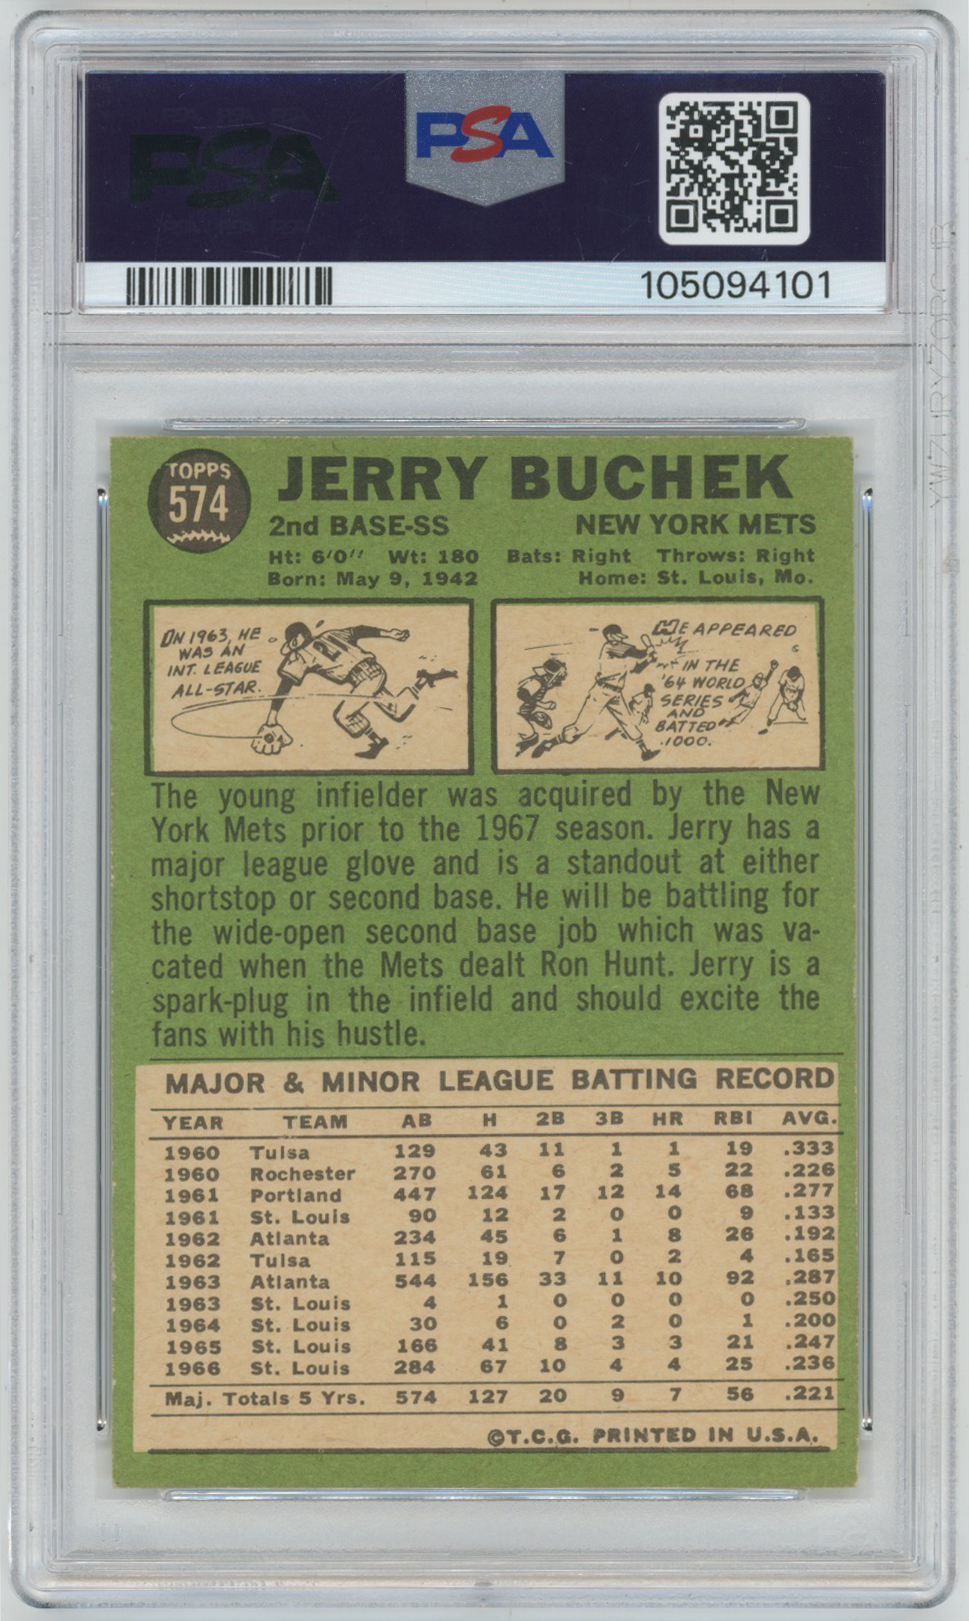 PSA
PSA
105094101
TOPPS
574
JERRY BUCHEK
2nd BASE-SS NEW YORK METS
Ht: 6'0'' Wt: 180 Bats: Right Throws: Right
Born: May 9, 1942 Home: St. Louis, Mo.
ON 1963, HE
WAS AN
INT. LEAGUE
ALL-STAR.
HE APPEARED
IN THE
'64 WORLD
SERIES
AND
BATTED
.1000.
The young infielder was acquired by the New
York Mets prior to the 1967 season. Jerry has a
major league glove and is a standout at either
shortstop or second base. He will be battling for
the wide-open second base job which was va-
cated when the Mets dealt Ron Hunt. Jerry is a
spark-plug in the infield and should excite the
fans with his hustle.
MAJOR & MINOR LEAGUE BATTING RECORD
YEAR TEAM AB H 2B 3B HR RBI AVG.
1960 Tulsa 129 43 11 1 1 19 .333
1960 Rochester 270 61 6 2 5 22 .226
1961 Portland 447 124 17 12 14 68 .277
1961 St. Louis 90 12 2 0 0 9 .133
1962 Atlanta 234 45 6 1 8 26 .192
1962 Tulsa 115 19 7 0 2 4 .165
1963 Atlanta 544 156 33 11 10 92 .287
1963 St. Louis 4 1 0 0 0 0 .250
1964 St. Louis 30 6 0 2 0 1 .200
1965 St. Louis 166 41 8 3 3 21 .247
1966 St. Louis 284 67 10 4 4 25 .236
Maj. Totals 5 Yrs. 574 127 20 9 7 56 .221
©T.C.G. PRINTED IN U.S.A.